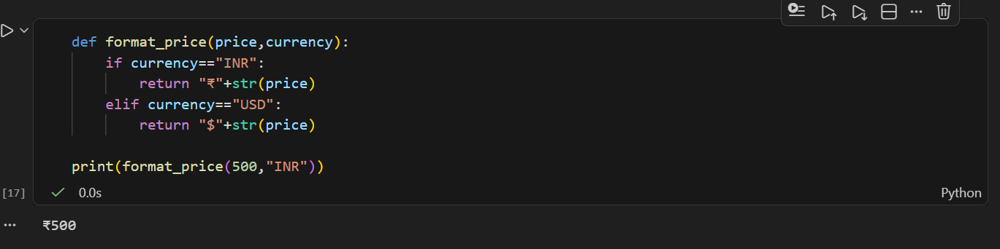 def format_price(price,currency):
    if currency=="INR":
        return "₹"+str(price)
    elif currency=="USD":
        return "$"+str(price)

print(format_price(500,"INR"))
[17] 0.0s Python
₹500